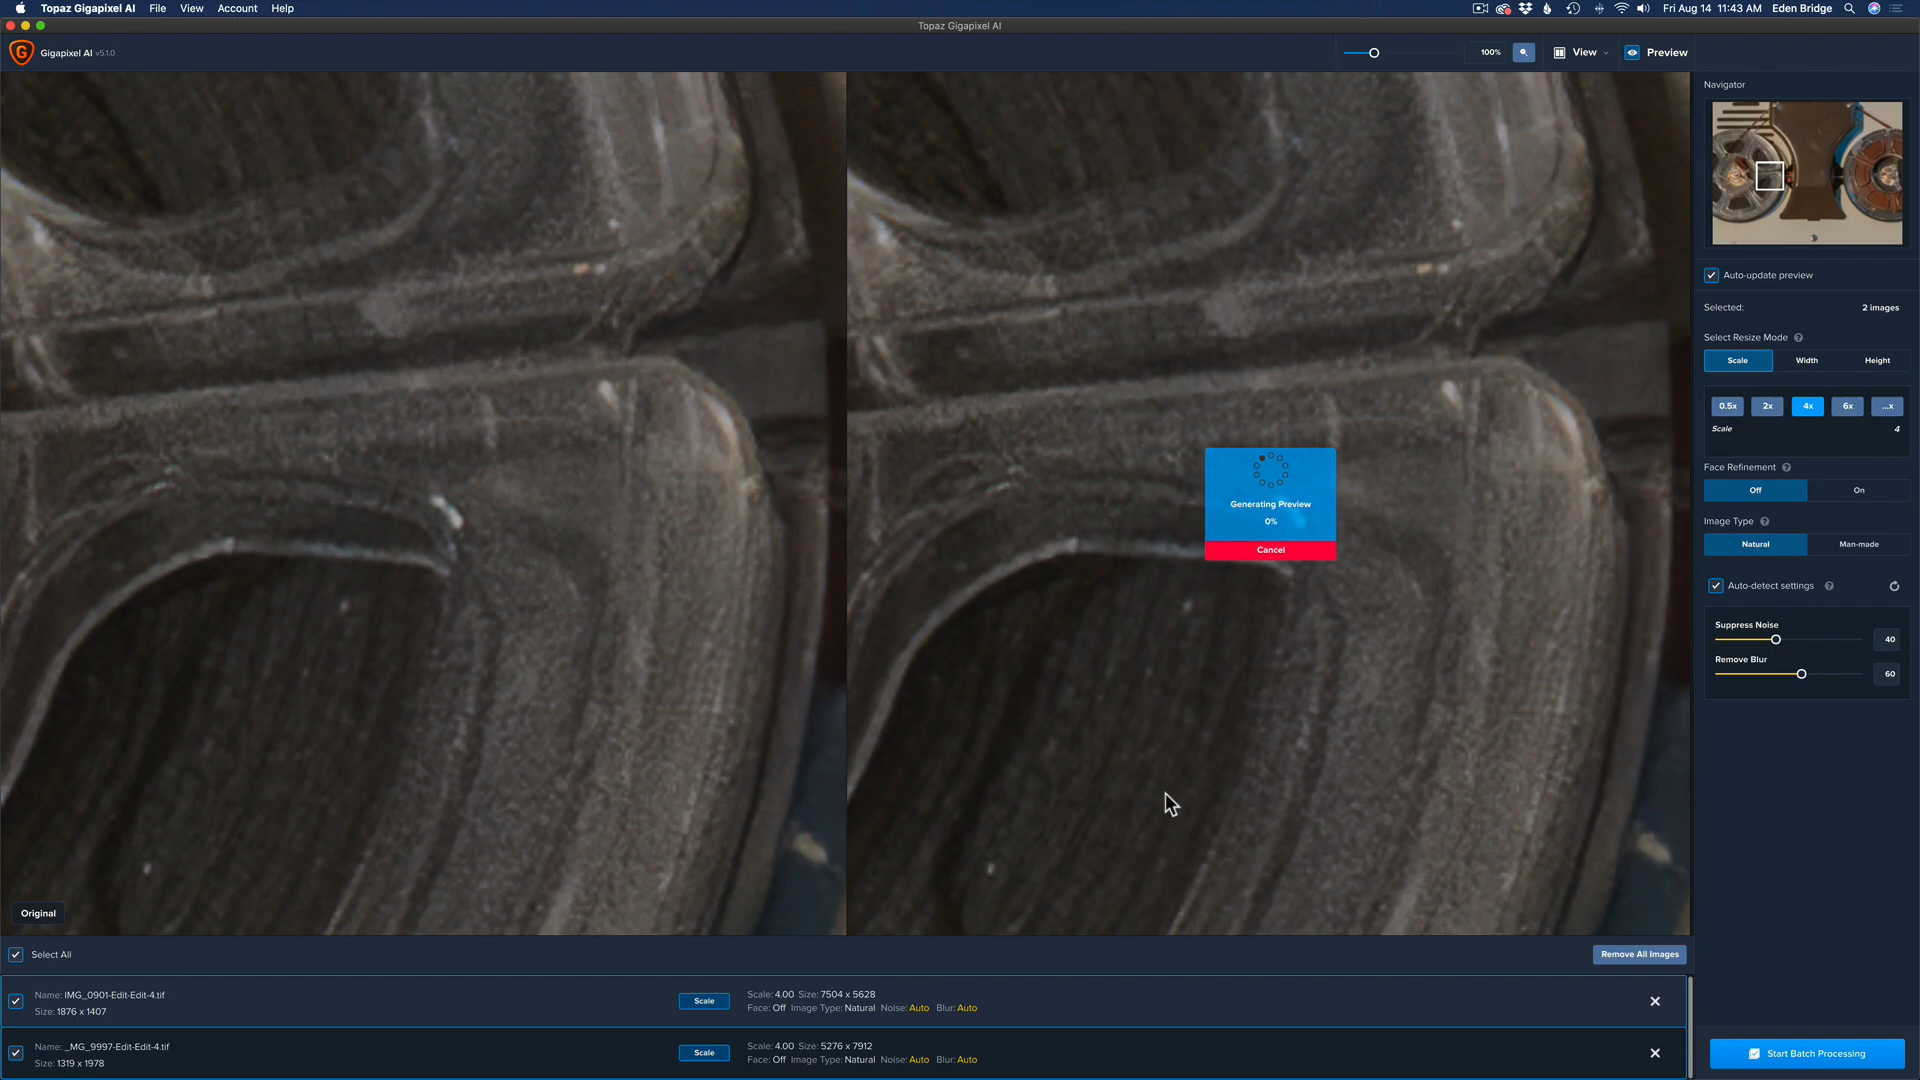 Topaz Gigapixel AI File View Account Help Fri Aug 14 11:43 AM Eden Bridge
Topaz Gigapixel AI
Gigapixel AI v5.1.0 100% View Preview
Navigator
Auto-update preview
Selected: 2 images
Select Resize Mode ?
Scale Width Height
0.5x 2x 4x 6x ...x
Scale 4
Face Refinement ?
Off On
Image Type ?
Natural Man-made
Auto-detect settings ?
Suppress Noise
40
Remove Blur
60
Generating Preview
0%
Cancel
Original
Select All Remove All Images
Name: IMG_0901-Edit-Edit-4.tif
Size: 1876 x 1407
Scale
Scale: 4.00 Size: 7504 x 5628
Face: Off Image Type: Natural Noise: Auto Blur: Auto
Name: _MG_9997-Edit-Edit-4.tif
Size: 1319 x 1978
Scale
Scale: 4.00 Size: 5276 x 7912
Face: Off Image Type: Natural Noise: Auto Blur: Auto
Start Batch Processing